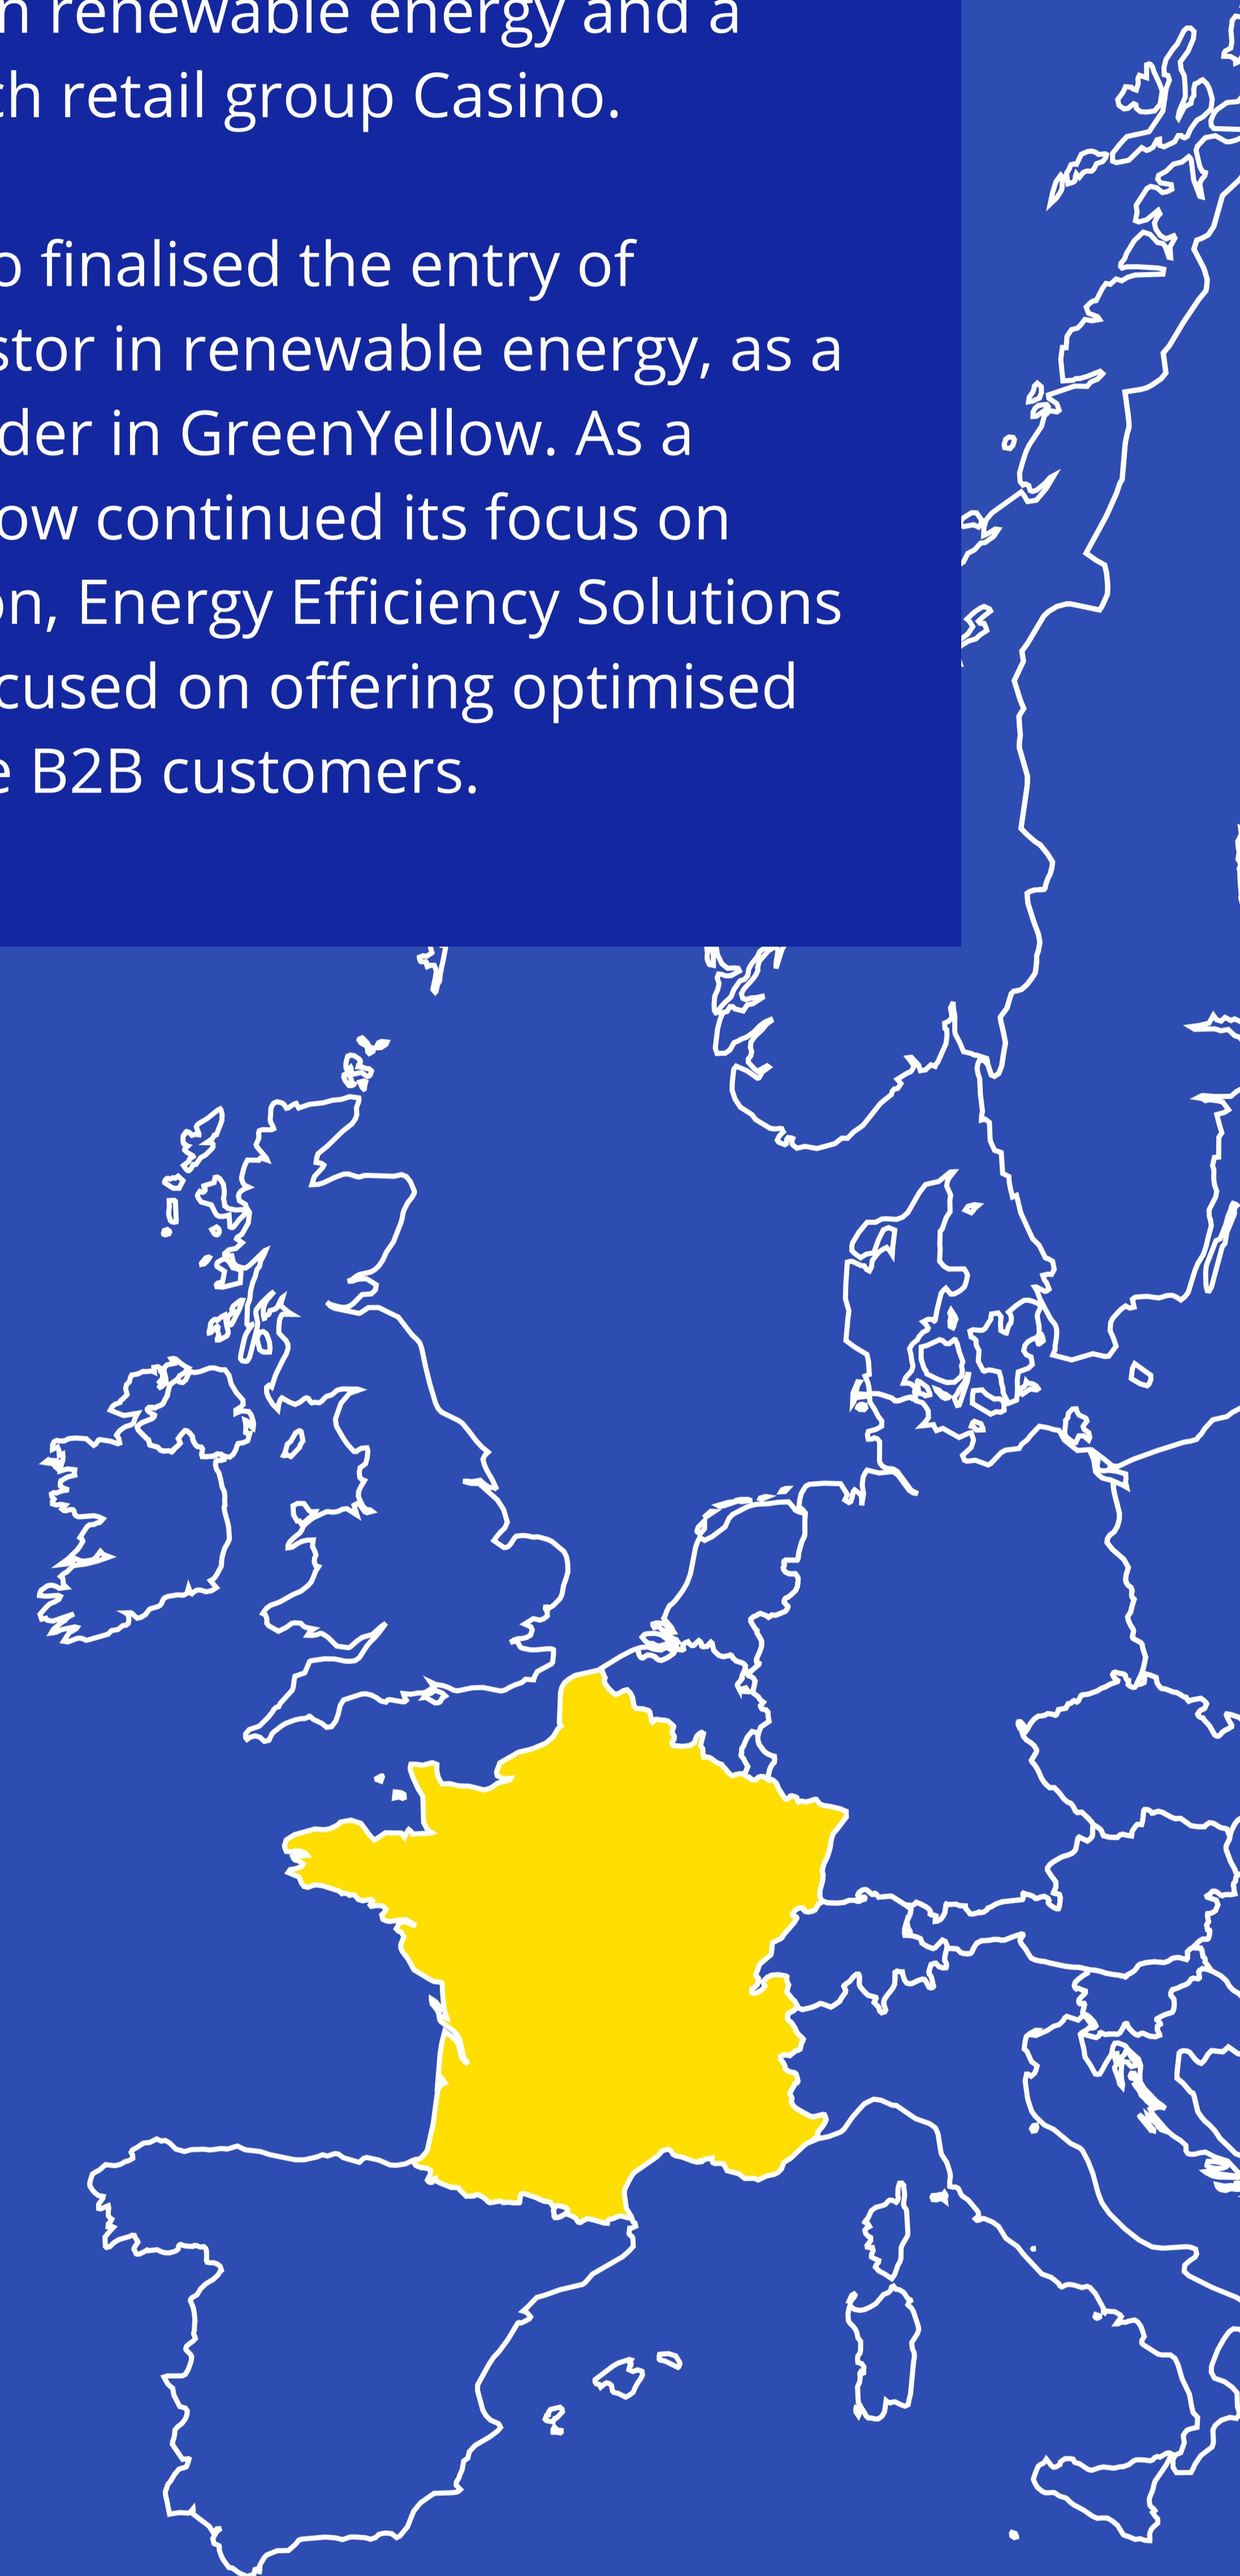 n renewable energy and a
ch retail group Casino.
o finalised the entry of
stor in renewable energy, as a
der in GreenYellow. As a
ow continued its focus on
on, Energy Efficiency Solutions
cused on offering optimised
e B2B customers.